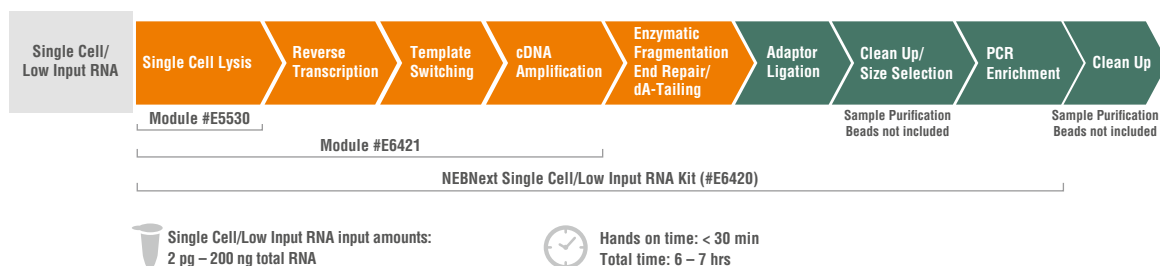 Single Cell/
Low Input RNA
Single Cell Lysis
Reverse
Transcription
Template
Switching
cDNA
Amplification
Enzymatic
Fragmentation
End Repair/
dA-Tailing
Adaptor
Ligation
Clean Up/
Size Selection
PCR
Enrichment
Clean Up
Sample Purification
Beads not included
Sample Purification
Beads not included
Module #E5530
Module #E6421
NEBNext Single Cell/Low Input RNA Kit (#E6420)
Single Cell/Low Input RNA input amounts:
2 pg – 200 ng total RNA
Hands on time: < 30 min
Total time: 6 – 7 hrs